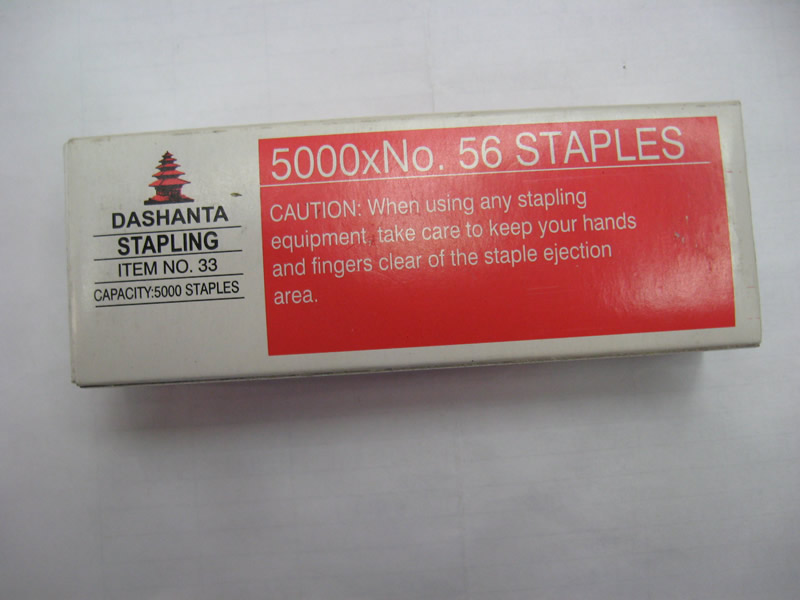 DASHANTA
STAPLING
ITEM NO. 33
CAPACITY:5000 STAPLES
5000xNo. 56 STAPLES
CAUTION: When using any stapling
equipment, take care to keep your hands
and fingers clear of the staple ejection
area.